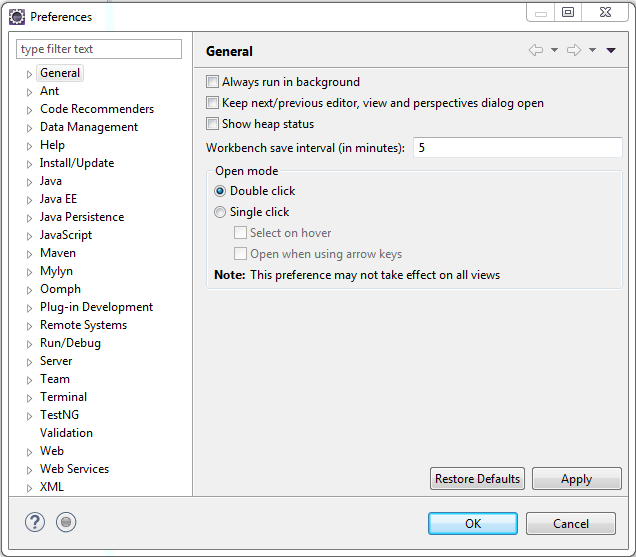 Preferences
type filter text
General
Ant
Code Recommenders
Data Management
Help
Install/Update
Java
Java EE
Java Persistence
JavaScript
Maven
Mylyn
Oomph
Plug-in Development
Remote Systems
Run/Debug
Server
Team
Terminal
TestNG
Validation
Web
Web Services
XML
General
Always run in background
Keep next/previous editor, view and perspectives dialog open
Show heap status
Workbench save interval (in minutes): 5
Open mode
Double click
Single click
Select on hover
Open when using arrow keys
Note: This preference may not take effect on all views
Restore Defaults Apply
? OK Cancel